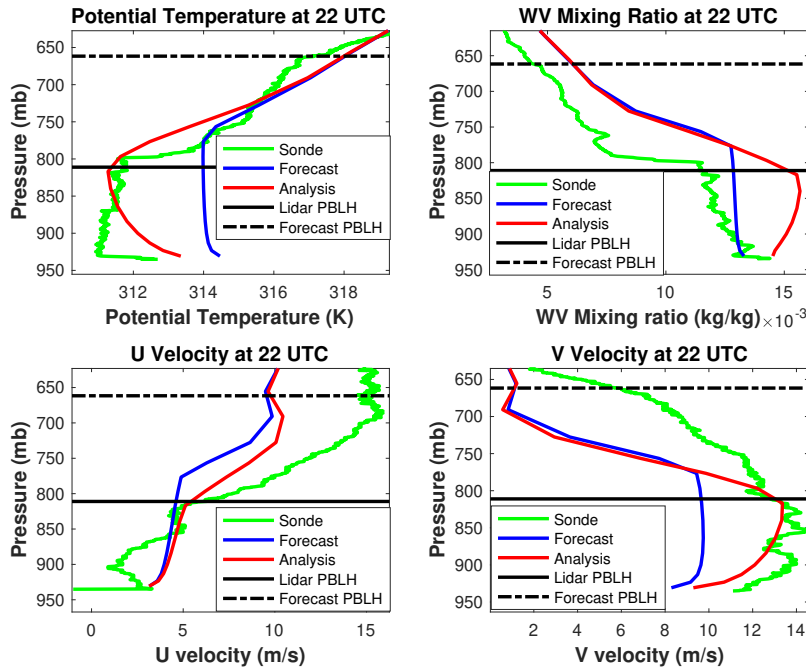 Potential Temperature at 22 UTC
650
700
750
800
850
900
950
Pressure (mb)
312
314
316
318
Potential Temperature (K)
Sonde
Forecast
Analysis
Lidar PBLH
Forecast PBLH
WV Mixing Ratio at 22 UTC
650
700
750
800
850
900
950
Pressure (mb)
5
10
15
WV Mixing ratio (kg/kg) ×10⁻³
Sonde
Forecast
Analysis
Lidar PBLH
Forecast PBLH
U Velocity at 22 UTC
650
700
750
800
850
900
950
Pressure (mb)
0
5
10
15
U velocity (m/s)
Sonde
Forecast
Analysis
Lidar PBLH
Forecast PBLH
V Velocity at 22 UTC
650
700
750
800
850
900
950
Pressure (mb)
2
4
6
8
10
12
14
V velocity (m/s)
Sonde
Forecast
Analysis
Lidar PBLH
Forecast PBLH